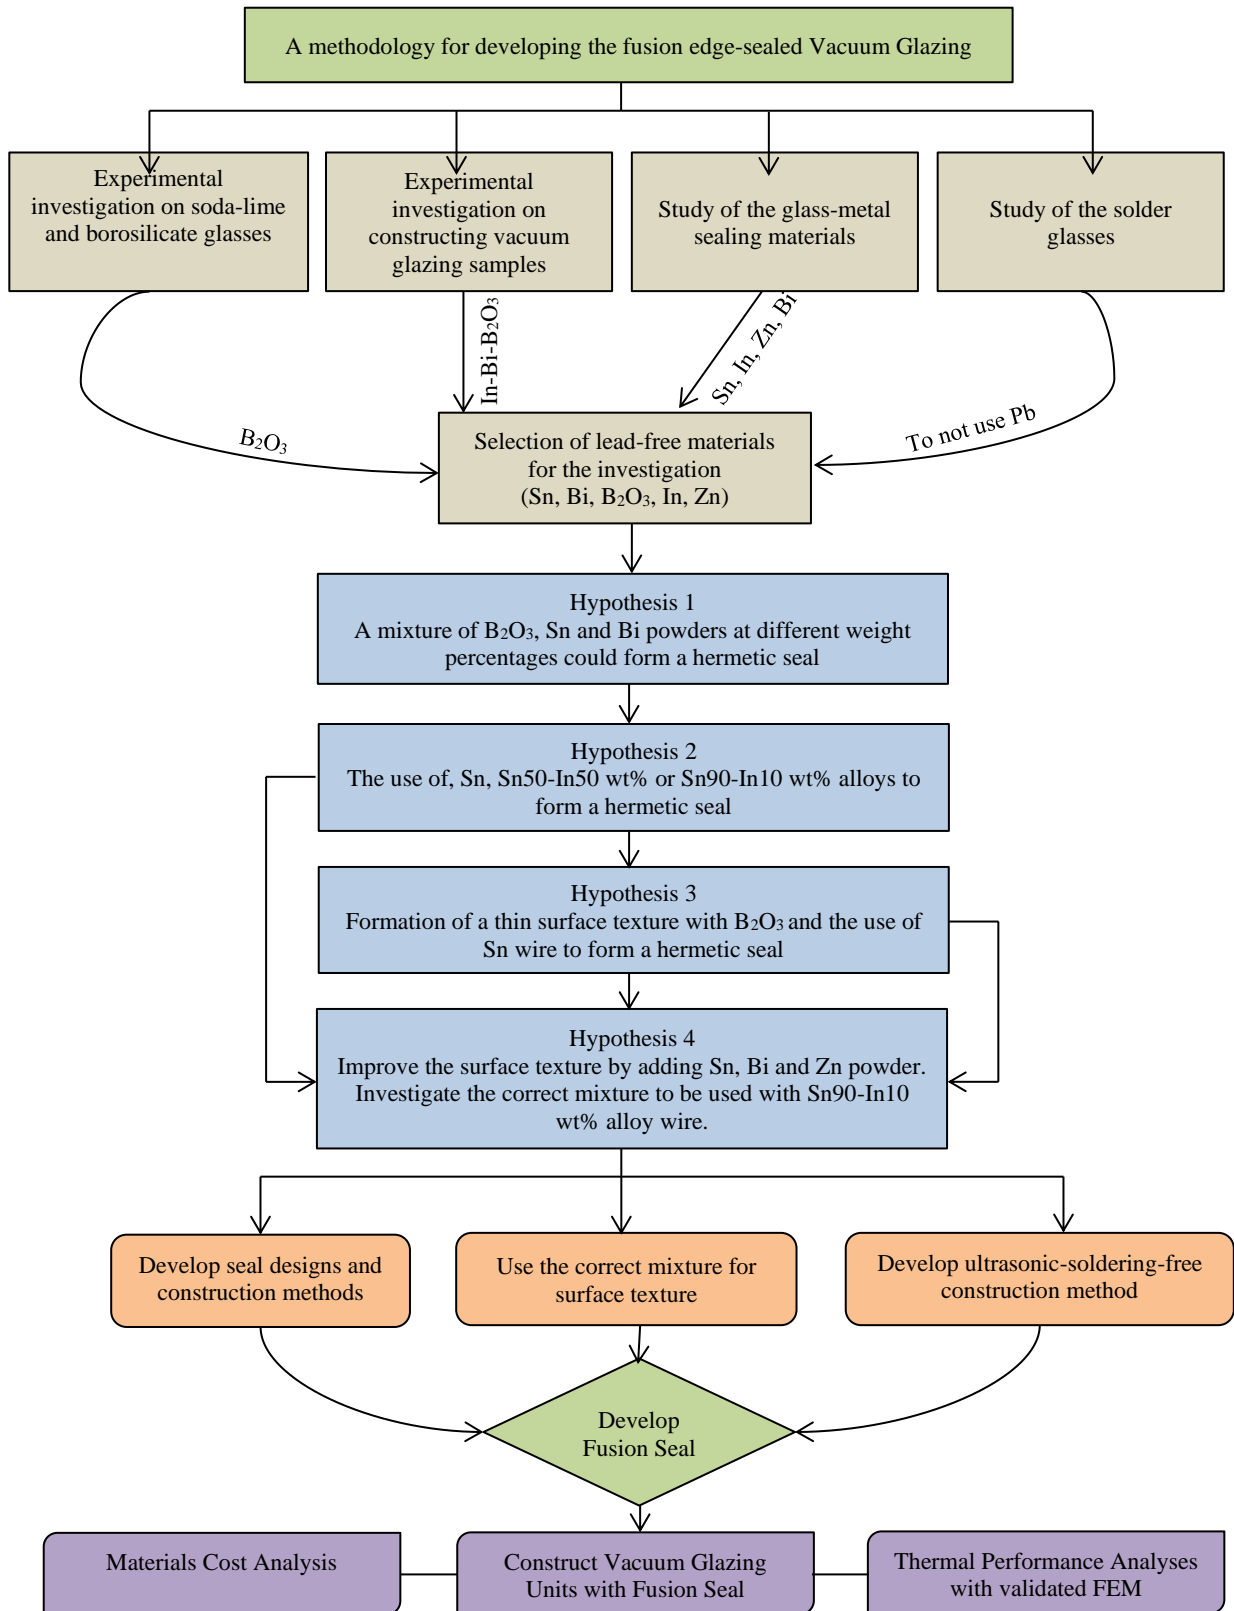 A methodology for developing the fusion edge-sealed Vacuum Glazing
Experimental
investigation on soda-lime
and borosilicate glasses
Experimental
investigation on
constructing vacuum
glazing samples
Study of the glass-metal
sealing materials
Study of the solder
glasses
B₂O₃
In-Bi-B₂O₃
Sn, In, Zn, Bi
To not use Pb
Selection of lead-free materials
for the investigation
(Sn, Bi, B₂O₃, In, Zn)
Hypothesis 1
A mixture of B₂O₃, Sn and Bi powders at different weight
percentages could form a hermetic seal
Hypothesis 2
The use of, Sn, Sn50-In50 wt% or Sn90-In10 wt% alloys to
form a hermetic seal
Hypothesis 3
Formation of a thin surface texture with B₂O₃ and the use of
Sn wire to form a hermetic seal
Hypothesis 4
Improve the surface texture by adding Sn, Bi and Zn powder.
Investigate the correct mixture to be used with Sn90-In10
wt% alloy wire.
Develop seal designs and
construction methods
Use the correct mixture for
surface texture
Develop ultrasonic-soldering-free
construction method
Develop
Fusion Seal
Materials Cost Analysis
Construct Vacuum Glazing
Units with Fusion Seal
Thermal Performance Analyses
with validated FEM